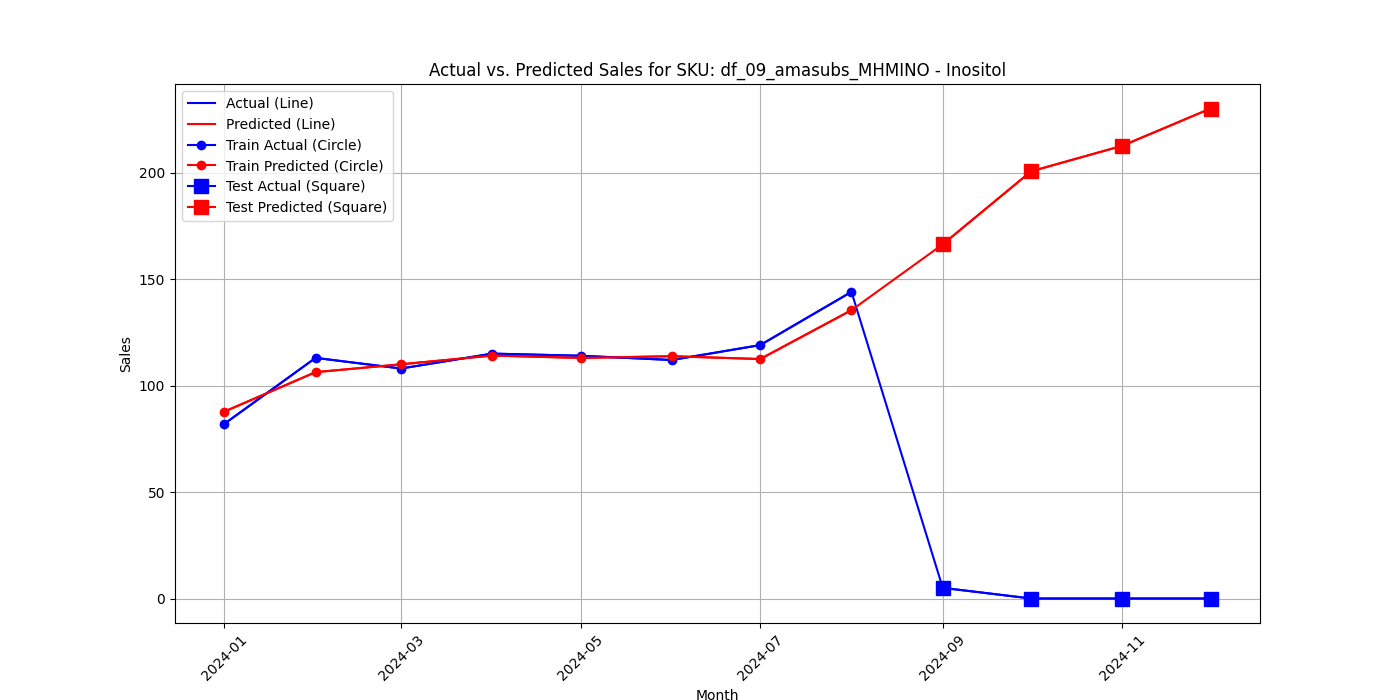 Actual vs. Predicted Sales for SKU: df_09_amasubs_MHMINO - Inositol
Actual (Line)
Predicted (Line)
Train Actual (Circle)
Train Predicted (Circle)
Test Actual (Square)
Test Predicted (Square)
200
150
100
50
0
Sales
2024-01
2024-03
2024-05
2024-07
2024-09
2024-11
Month